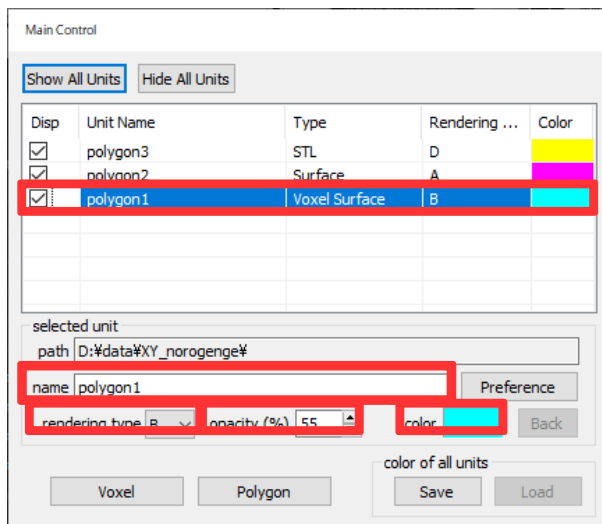 Main Control
Show All Units Hide All Units
Disp Unit Name Type Rendering ... Color
polygon3 STL D
polygon2 Surface A
polygon1 Voxel Surface B
selected unit
path D:¥data¥XY_norogenge¥
name polygon1 Preference
rendering type B opacity (%) 55 color Back
color of all units
Voxel Polygon Save Load